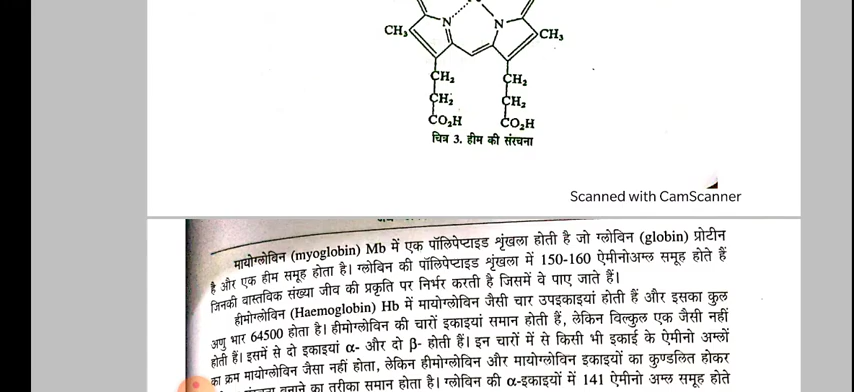 N N
CH₃ CH₃
CH₂ CH₂
CH₂ CH₂
CO₂H CO₂H
चित्र 3. हीम की संरचना
Scanned with CamScanner
मायोग्लोविन (myoglobin) Mb में एक पॉलिपेप्टाइड शृंखला होती है जो ग्लोविन (globin) प्रोटीन
है और एक हीम समूह होता है। ग्लोविन की पॉलिपेप्टाइड शृंखला में 150-160 ऐमीनोअम्ल समूह होते हैं
जिनकी वास्तविक संख्या जीव की प्रकृति पर निर्भर करती है जिसमें वे पाए जाते हैं।
हीमोग्लोविन (Haemoglobin) Hb में मायोग्लोविन जैसी चार उपइकाइयां होती हैं और इसका कुल
अणु भार 64500 होता है। हीमोग्लोविन की चारों इकाइयां समान होती हैं, लेकिन विल्कुल एक जैसी नहीं
होती हैं। इसमें से दो इकाइयां α- और दो β- होती हैं। इन चारों में से किसी भी इकाई के ऐमीनो अम्लों
का क्रम मायोग्लोविन जैसा नहीं होता, लेकिन हीमोग्लोविन और मायोग्लोविन इकाइयों का कुण्डलित होकर
बनाने का तरीका समान होता है। ग्लोविन की α-इकाइयों में 141 ऐमीनो अम्ल समूह होते